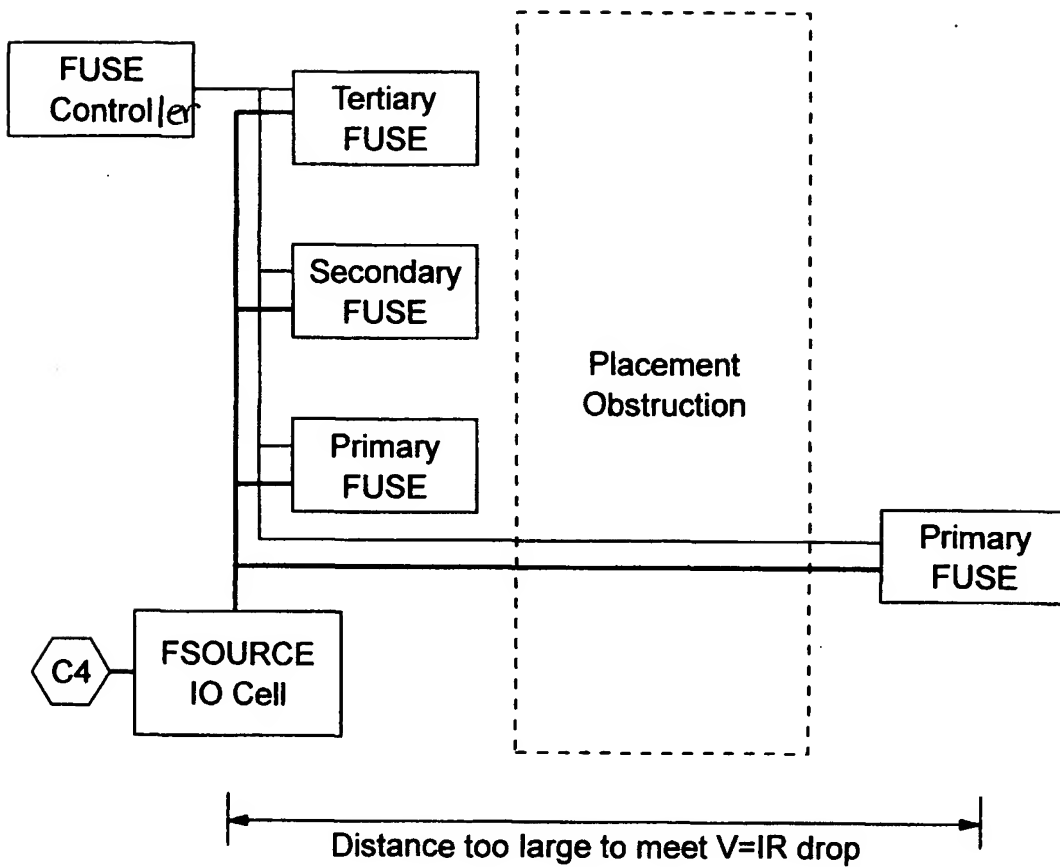 FUSE
Controller
Tertiary
FUSE
Secondary
FUSE
Placement
Obstruction
Primary
FUSE
Primary
FUSE
C4
FSOURCE
IO Cell
Distance too large to meet V=IR drop